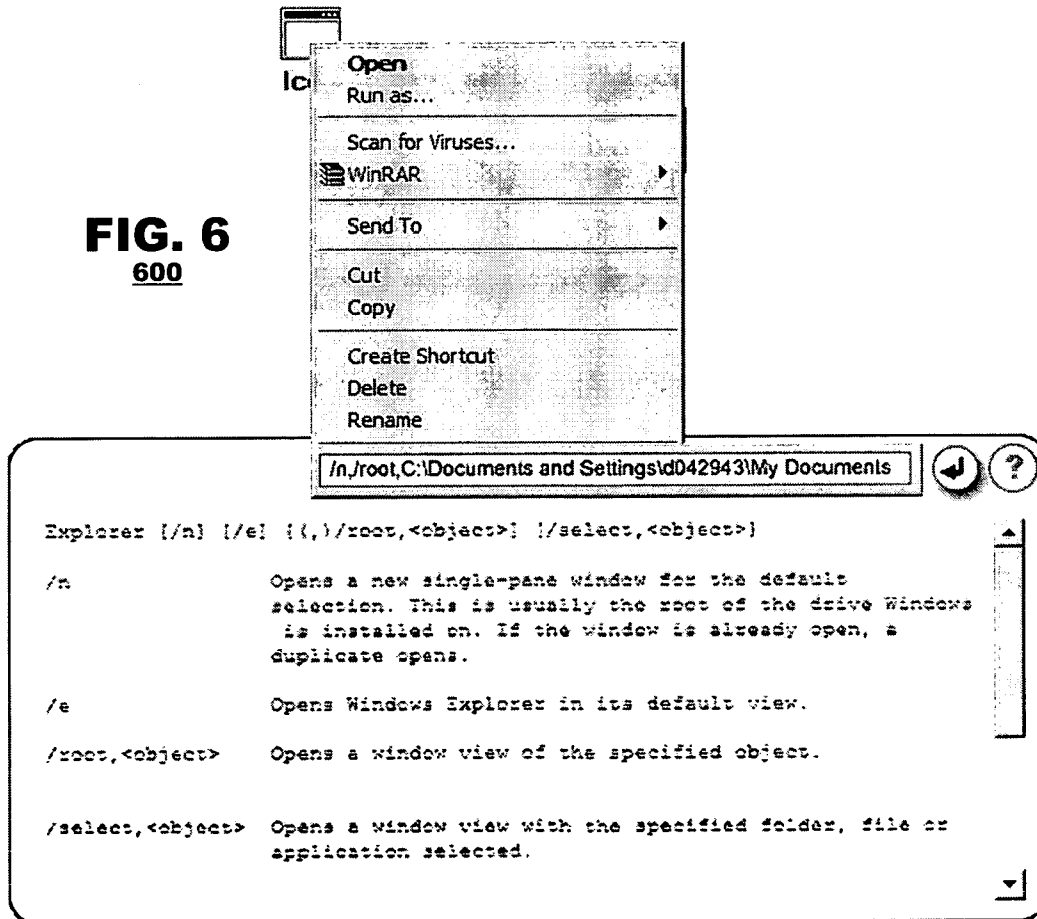 Open
Run as...
Scan for Viruses...
WinRAR
Send To
FIG. 6
600
Cut
Copy
Create Shortcut
Delete
Rename
/n,/root,C:\Documents and Settings\d042943\My Documents
?
Explorer [/n] [/e] [(,)/root,<object>] [/select,<object>]
/n Opens a new single-pane window for the default
selection. This is usually the root of the drive Windows
is installed on. If the window is already open, a
duplicate opens.
/e Opens Windows Explorer in its default view.
/root,<object> Opens a window view of the specified object.
/select,<object> Opens a window view with the specified folder, file or
application selected.